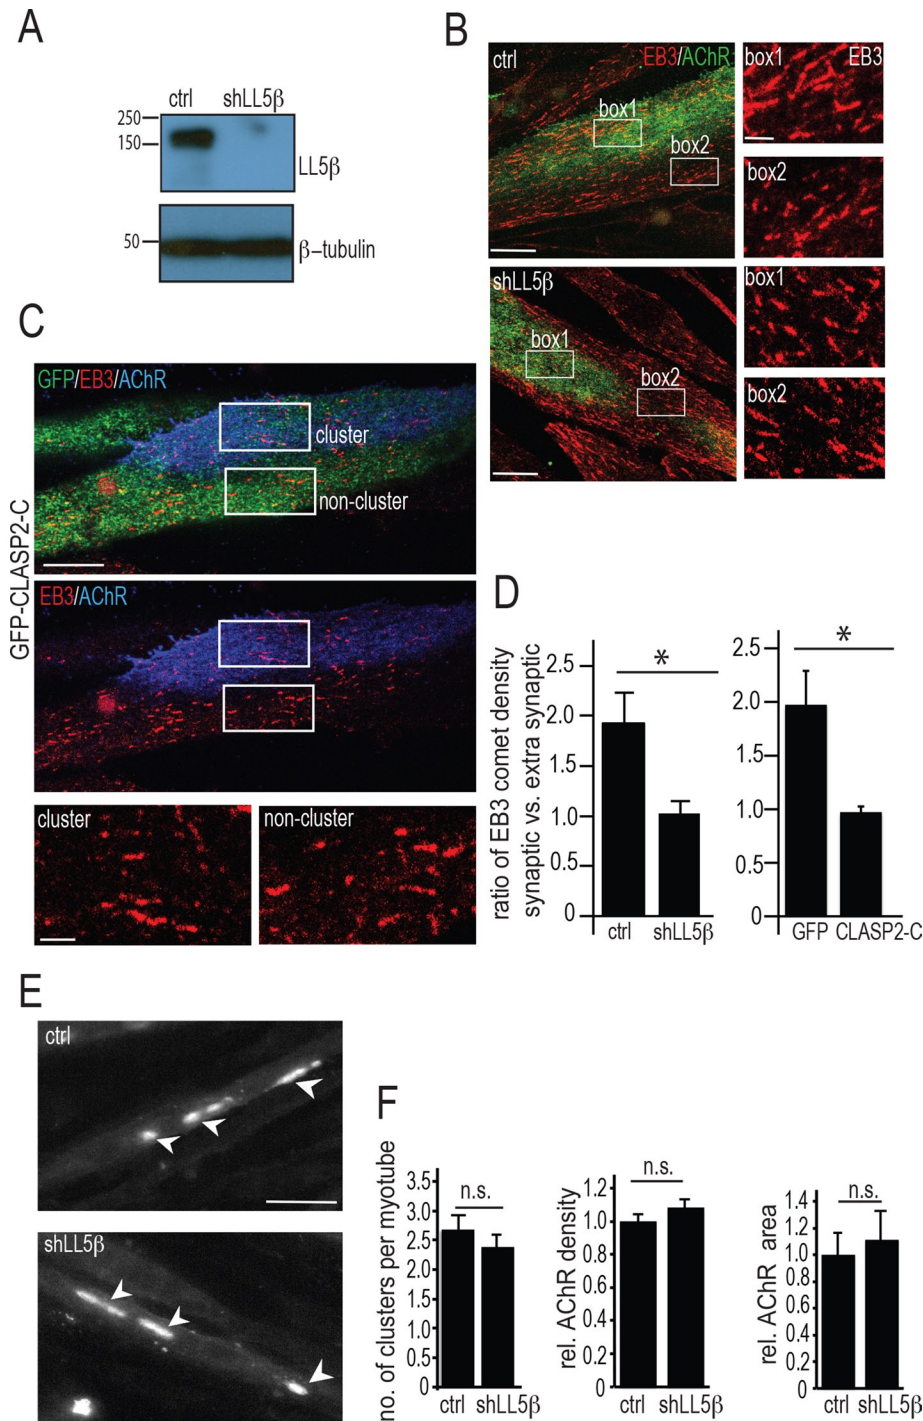 A
ctrl shLL5β
250
150
LL5β
50
β–tubulin
B
ctrl EB3/AChR
box1
box2
box1 EB3
box2
shLL5β
box1
box2
box1
box2
C
GFP-CLASP2-C
GFP/EB3/AChR
cluster
non-cluster
EB3/AChR
cluster
non-cluster
D
ratio of EB3 comet density
synaptic vs. extra synaptic
*
2.5
2.0
1.5
1.0
0.5
0
ctrl shLL5β
*
2.5
2.0
1.5
1.0
0.5
0
GFP CLASP2-C
E
ctrl
shLL5β
F
no. of clusters per myotube
n.s.
3.5
3.0
2.5
2.0
2.5
1.0
0.5
0
ctrl shLL5β
rel. AChR density
n.s.
1.2
1.0
0.8
0.6
0.4
0.2
0
ctrl shLL5β
rel. AChR area
n.s.
1.4
1.2
1.0
0.8
0.6
0.4
0.2
0
ctrl shLL5β